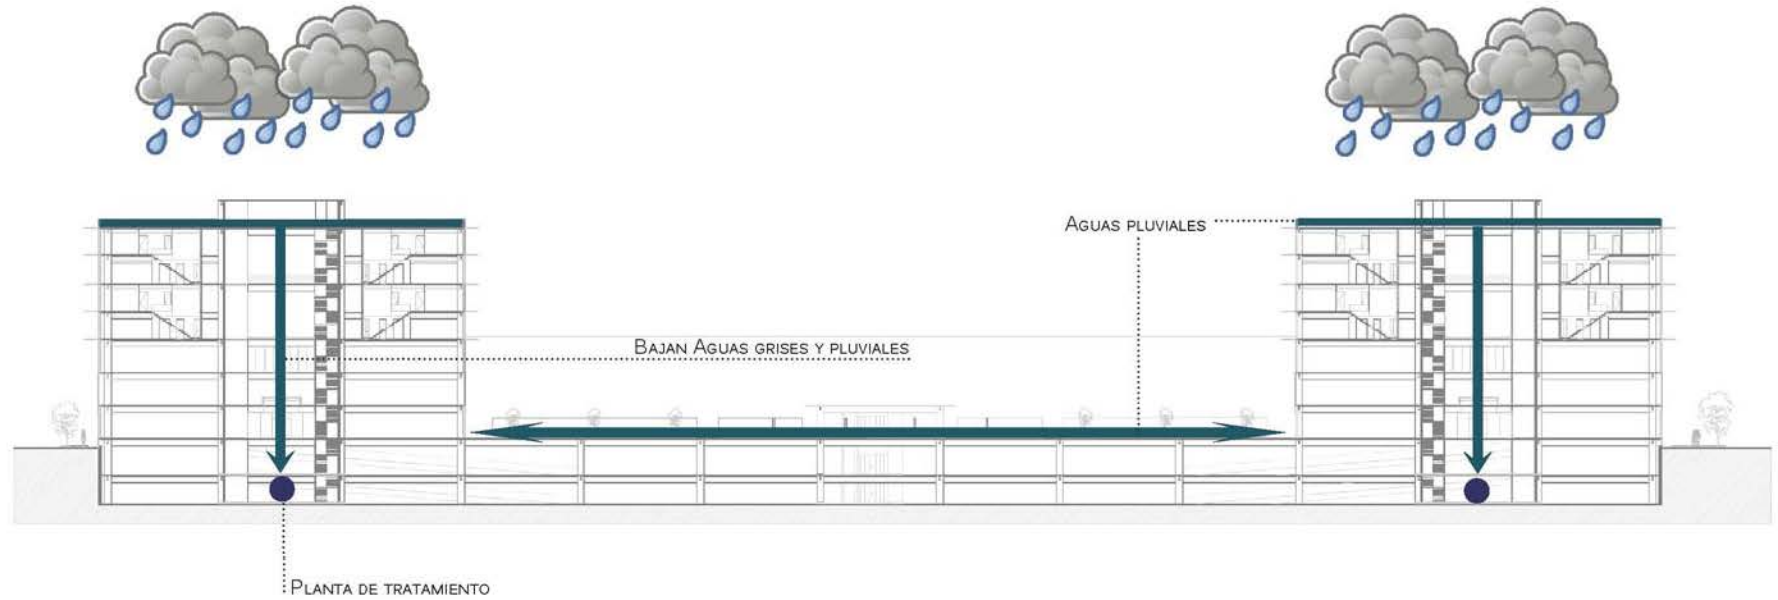 AGUAS PLUVIALES
BAJAN AGUAS GRISES Y PLUVIALES
PLANTA DE TRATAMIENTO